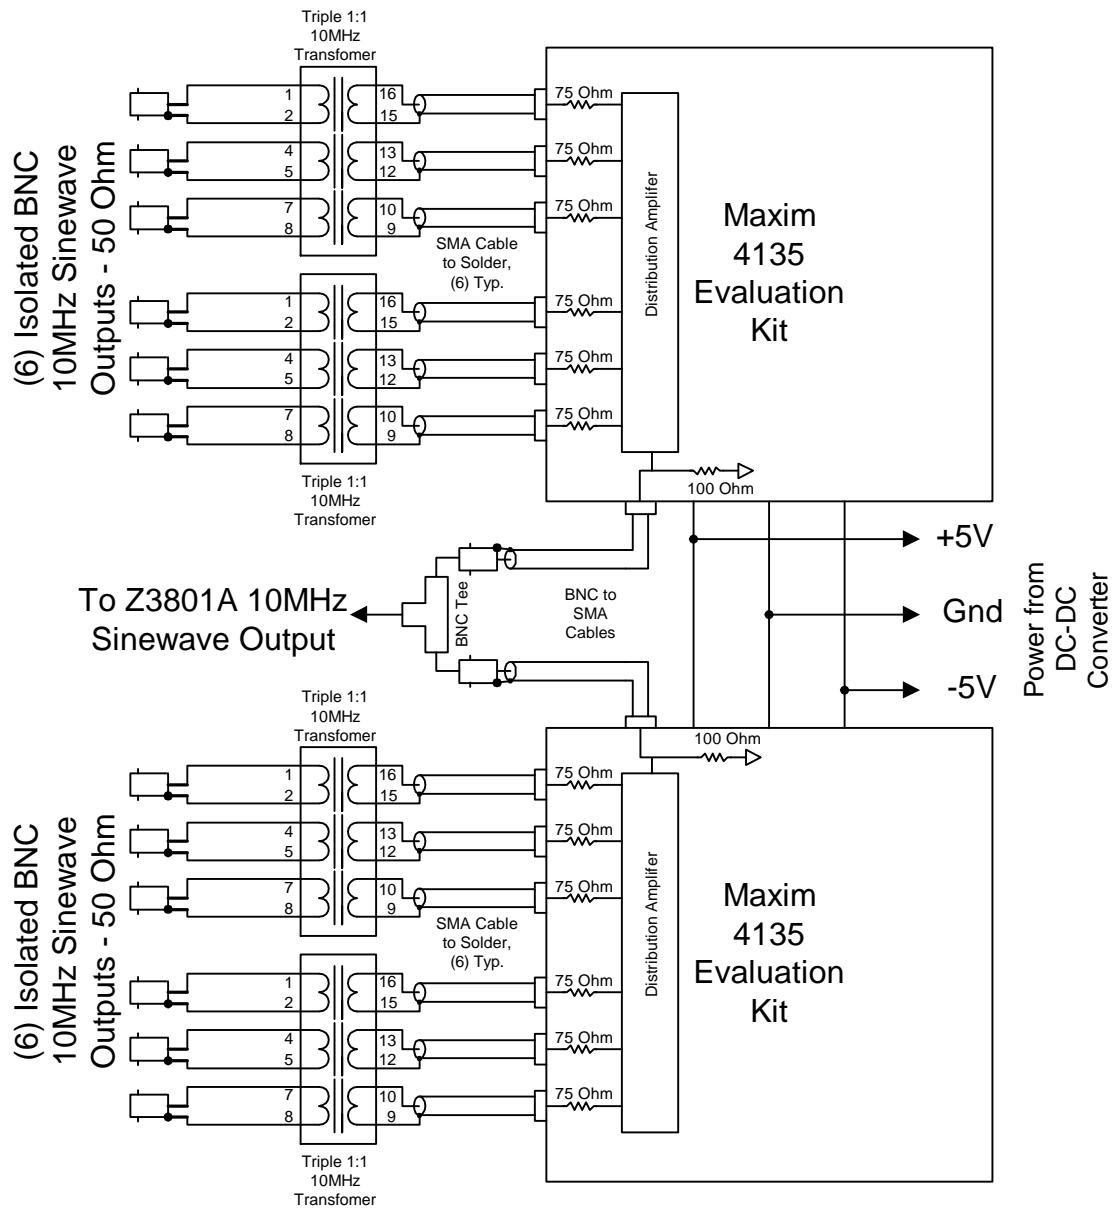 Triple 1:1
10MHz
Transfomer
(6) Isolated BNC
10MHz Sinewave
Outputs - 50 Ohm
1
2
16
15
75 Ohm
4
5
13
12
75 Ohm
7
8
10
9
75 Ohm
SMA Cable
to Solder,
(6) Typ.
1
2
16
15
75 Ohm
4
5
13
12
75 Ohm
7
8
10
9
75 Ohm
Distribution Amplifer
Maxim
4135
Evaluation
Kit
Triple 1:1
10MHz
Transfomer
100 Ohm
To Z3801A 10MHz
Sinewave Output
BNC Tee
BNC to
SMA
Cables
+5V
Gnd
-5V
Power from
DC-DC
Converter
Triple 1:1
10MHz
Transfomer
100 Ohm
(6) Isolated BNC
10MHz Sinewave
Outputs - 50 Ohm
1
2
16
15
75 Ohm
4
5
13
12
75 Ohm
7
8
10
9
75 Ohm
SMA Cable
to Solder,
(6) Typ.
1
2
16
15
75 Ohm
4
5
13
12
75 Ohm
7
8
10
9
75 Ohm
Distribution Amplifer
Maxim
4135
Evaluation
Kit
Triple 1:1
10MHz
Transfomer